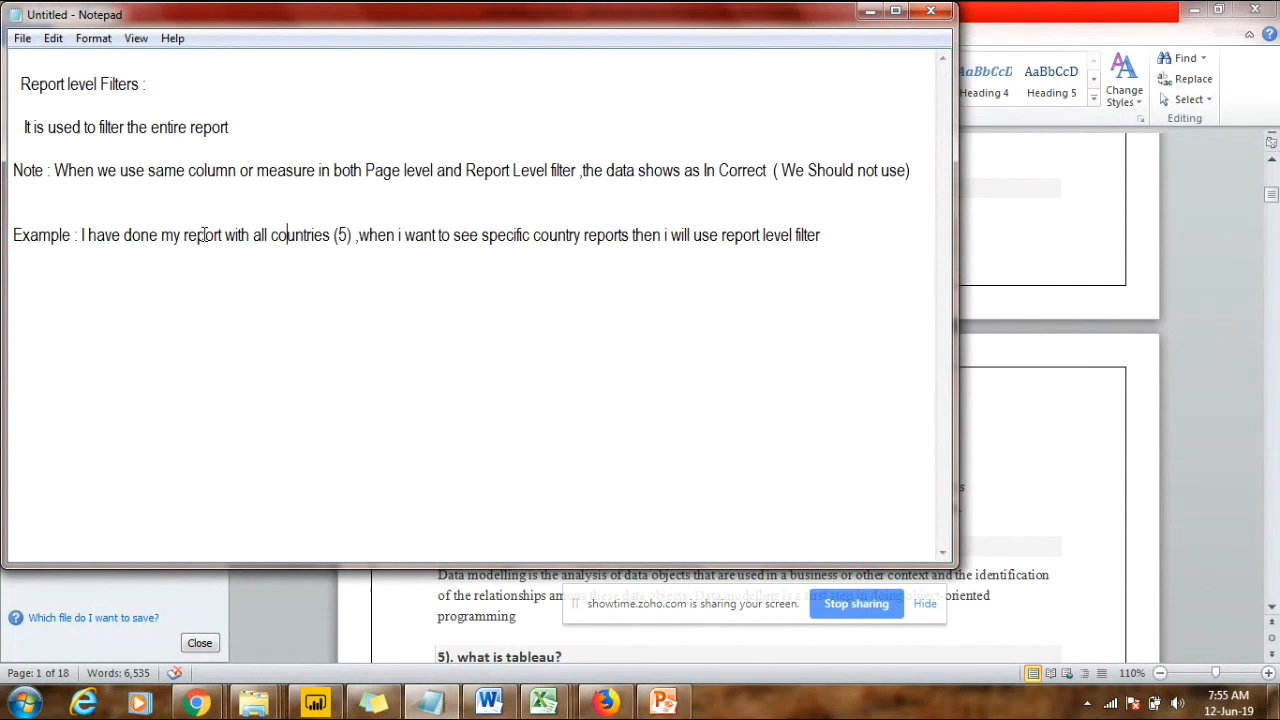 Untitled - Notepad
File Edit Format View Help
Report level Filters :
It is used to filter the entire report
Note : When we use same column or measure in both Page level and Report Level filter ,the data shows as In Correct ( We Should not use)
Example : I have done my report with all countries (5) ,when i want to see specific country reports then i will use report level filter
AaBbCcD AaBbCcD
Heading 4 Heading 5
Change Styles
Find
Replace
Select
Editing
Data modelling is the analysis of data objects that are used in a business or other context and the identification
of the relationships among these data objects. Data modelling is a first step in doing object-oriented
programming
showtime.zoho.com is sharing your screen. Stop sharing Hide
Which file do I want to save?
Close
5). what is tableau?
Page: 1 of 18 Words: 6,535 110%
7:55 AM
12-Jun-19